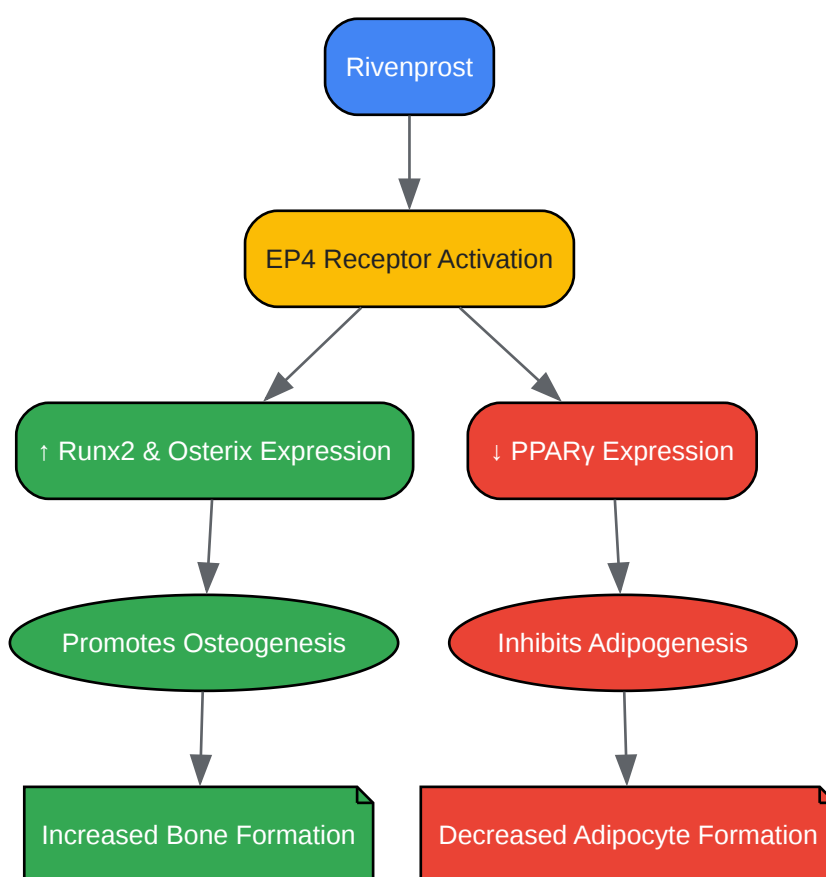 Rivenprost
EP4 Receptor Activation
↑ Runx2 & Osterix Expression
↓ PPARγ Expression
Promotes Osteogenesis
Inhibits Adipogenesis
Increased Bone Formation
Decreased Adipocyte Formation